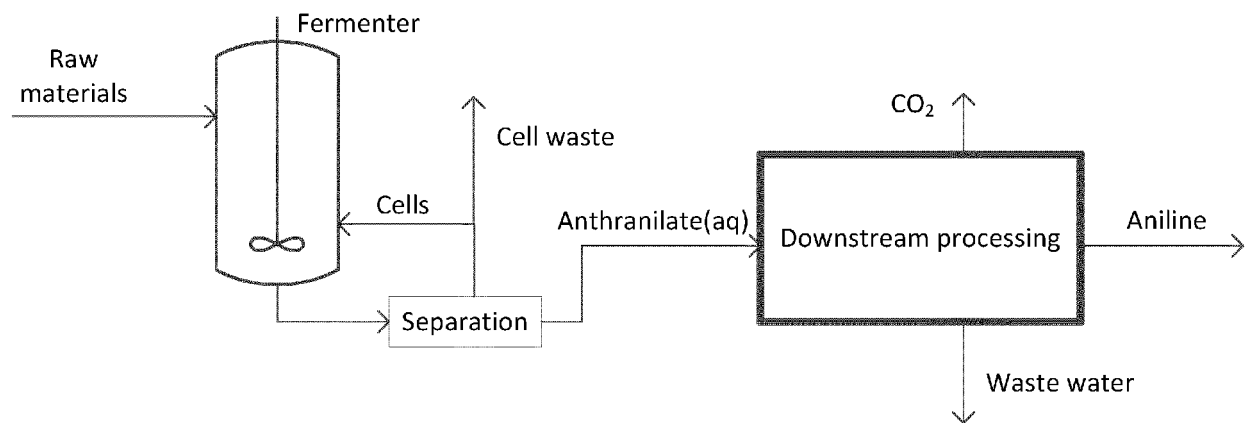 Fermenter
Raw
materials
Cell waste
Cells
Separation
Anthranilate(aq)
CO₂
Downstream processing
Aniline
Waste water